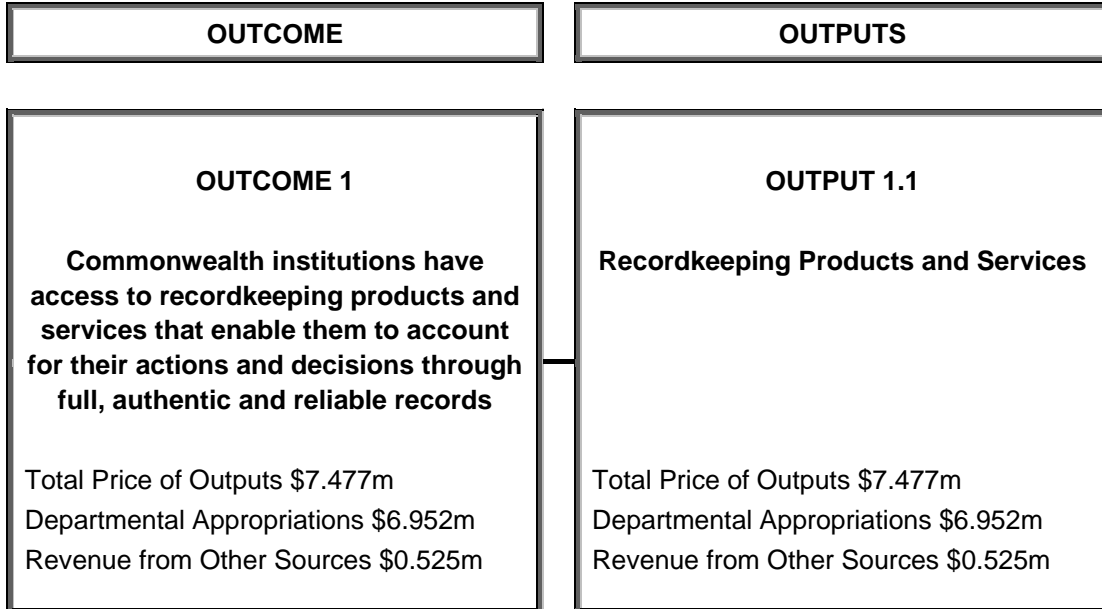 OUTCOME
OUTPUTS
OUTCOME 1
Commonwealth institutions have
access to recordkeeping products and
services that enable them to account
for their actions and decisions through
full, authentic and reliable records
Total Price of Outputs $7.477m
Departmental Appropriations $6.952m
Revenue from Other Sources $0.525m
OUTPUT 1.1
Recordkeeping Products and Services
Total Price of Outputs $7.477m
Departmental Appropriations $6.952m
Revenue from Other Sources $0.525m